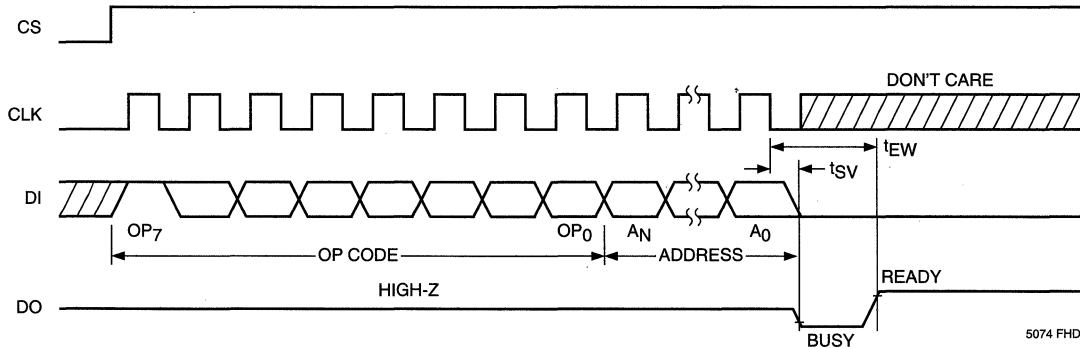 CS
DON'T CARE
CLK
tEW
tSV
DI
OP7
OP0
AN
A0
OP CODE
ADDRESS
HIGH-Z
READY
DO
BUSY
5074 FHD